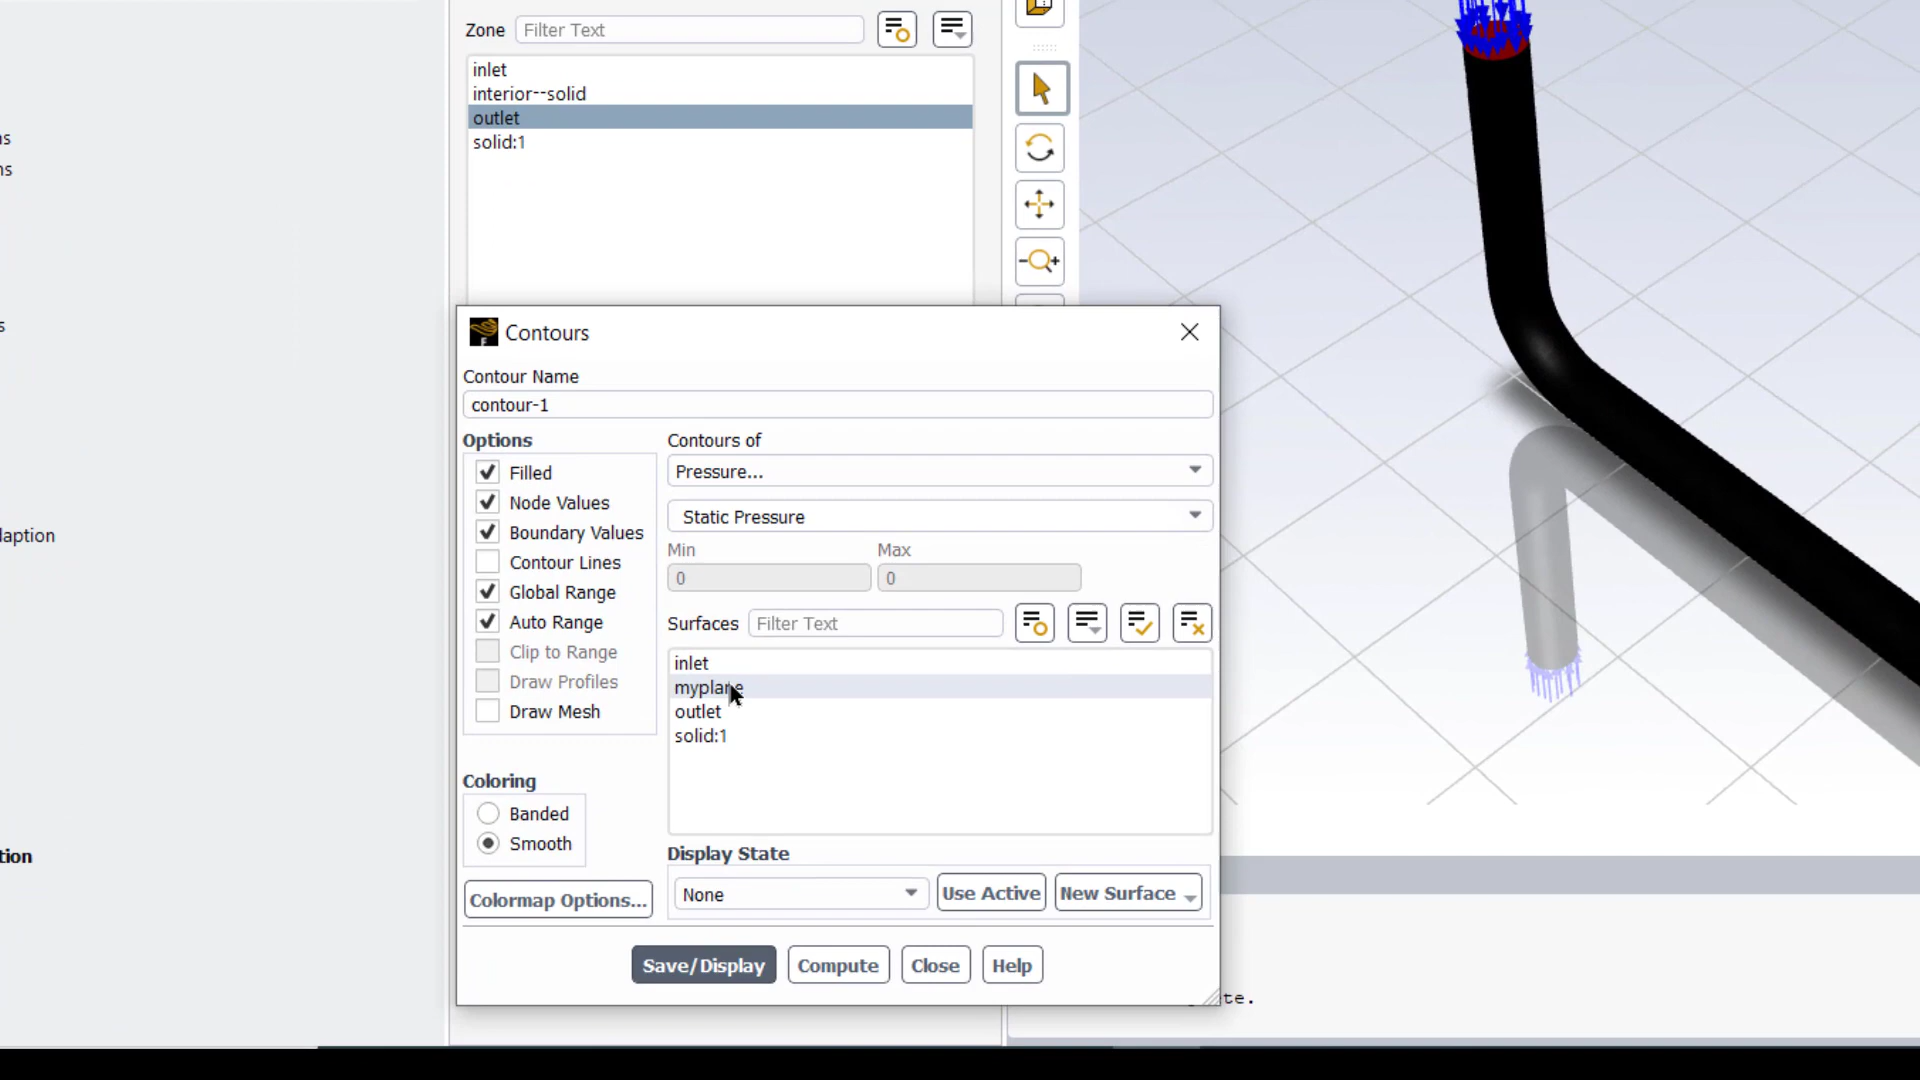 Zone
Filter Text
inlet
interior--solid
outlet
solid:1
ns
ns
s
laption
tion
Contours
Contour Name
contour-1
Options
Filled
Node Values
Boundary Values
Contour Lines
Global Range
Auto Range
Clip to Range
Draw Profiles
Draw Mesh
Coloring
Banded
Smooth
Colormap Options...
Contours of
Pressure...
Static Pressure
Min
Max
0
0
Surfaces
Filter Text
inlet
myplane
outlet
solid:1
Display State
None
Use Active
New Surface
Save/Display
Compute
Close
Help
te.